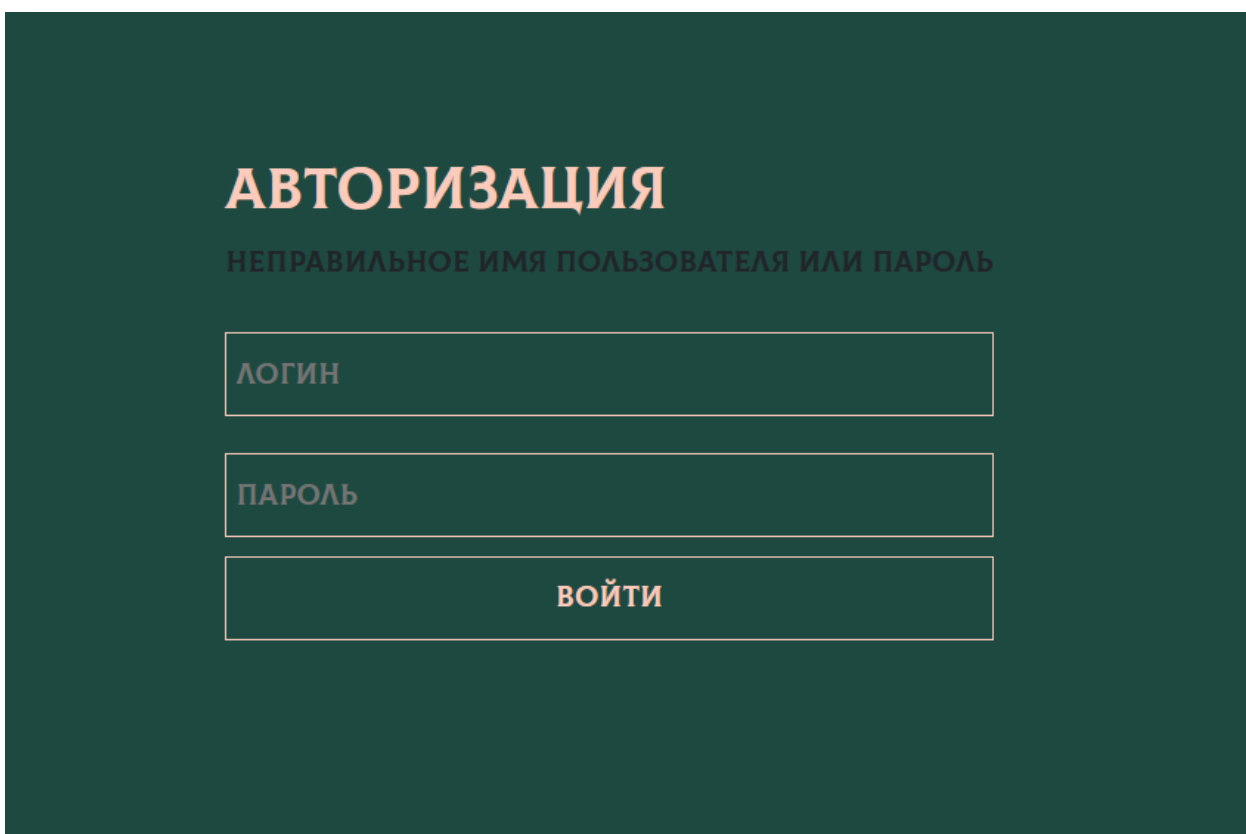 АВТОРИЗАЦИЯ
НЕПРАВИЛЬНОЕ ИМЯ ПОЛЬЗОВАТЕЛЯ ИЛИ ПАРОЛЬ
ЛОГИН
ПАРОЛЬ
ВОЙТИ